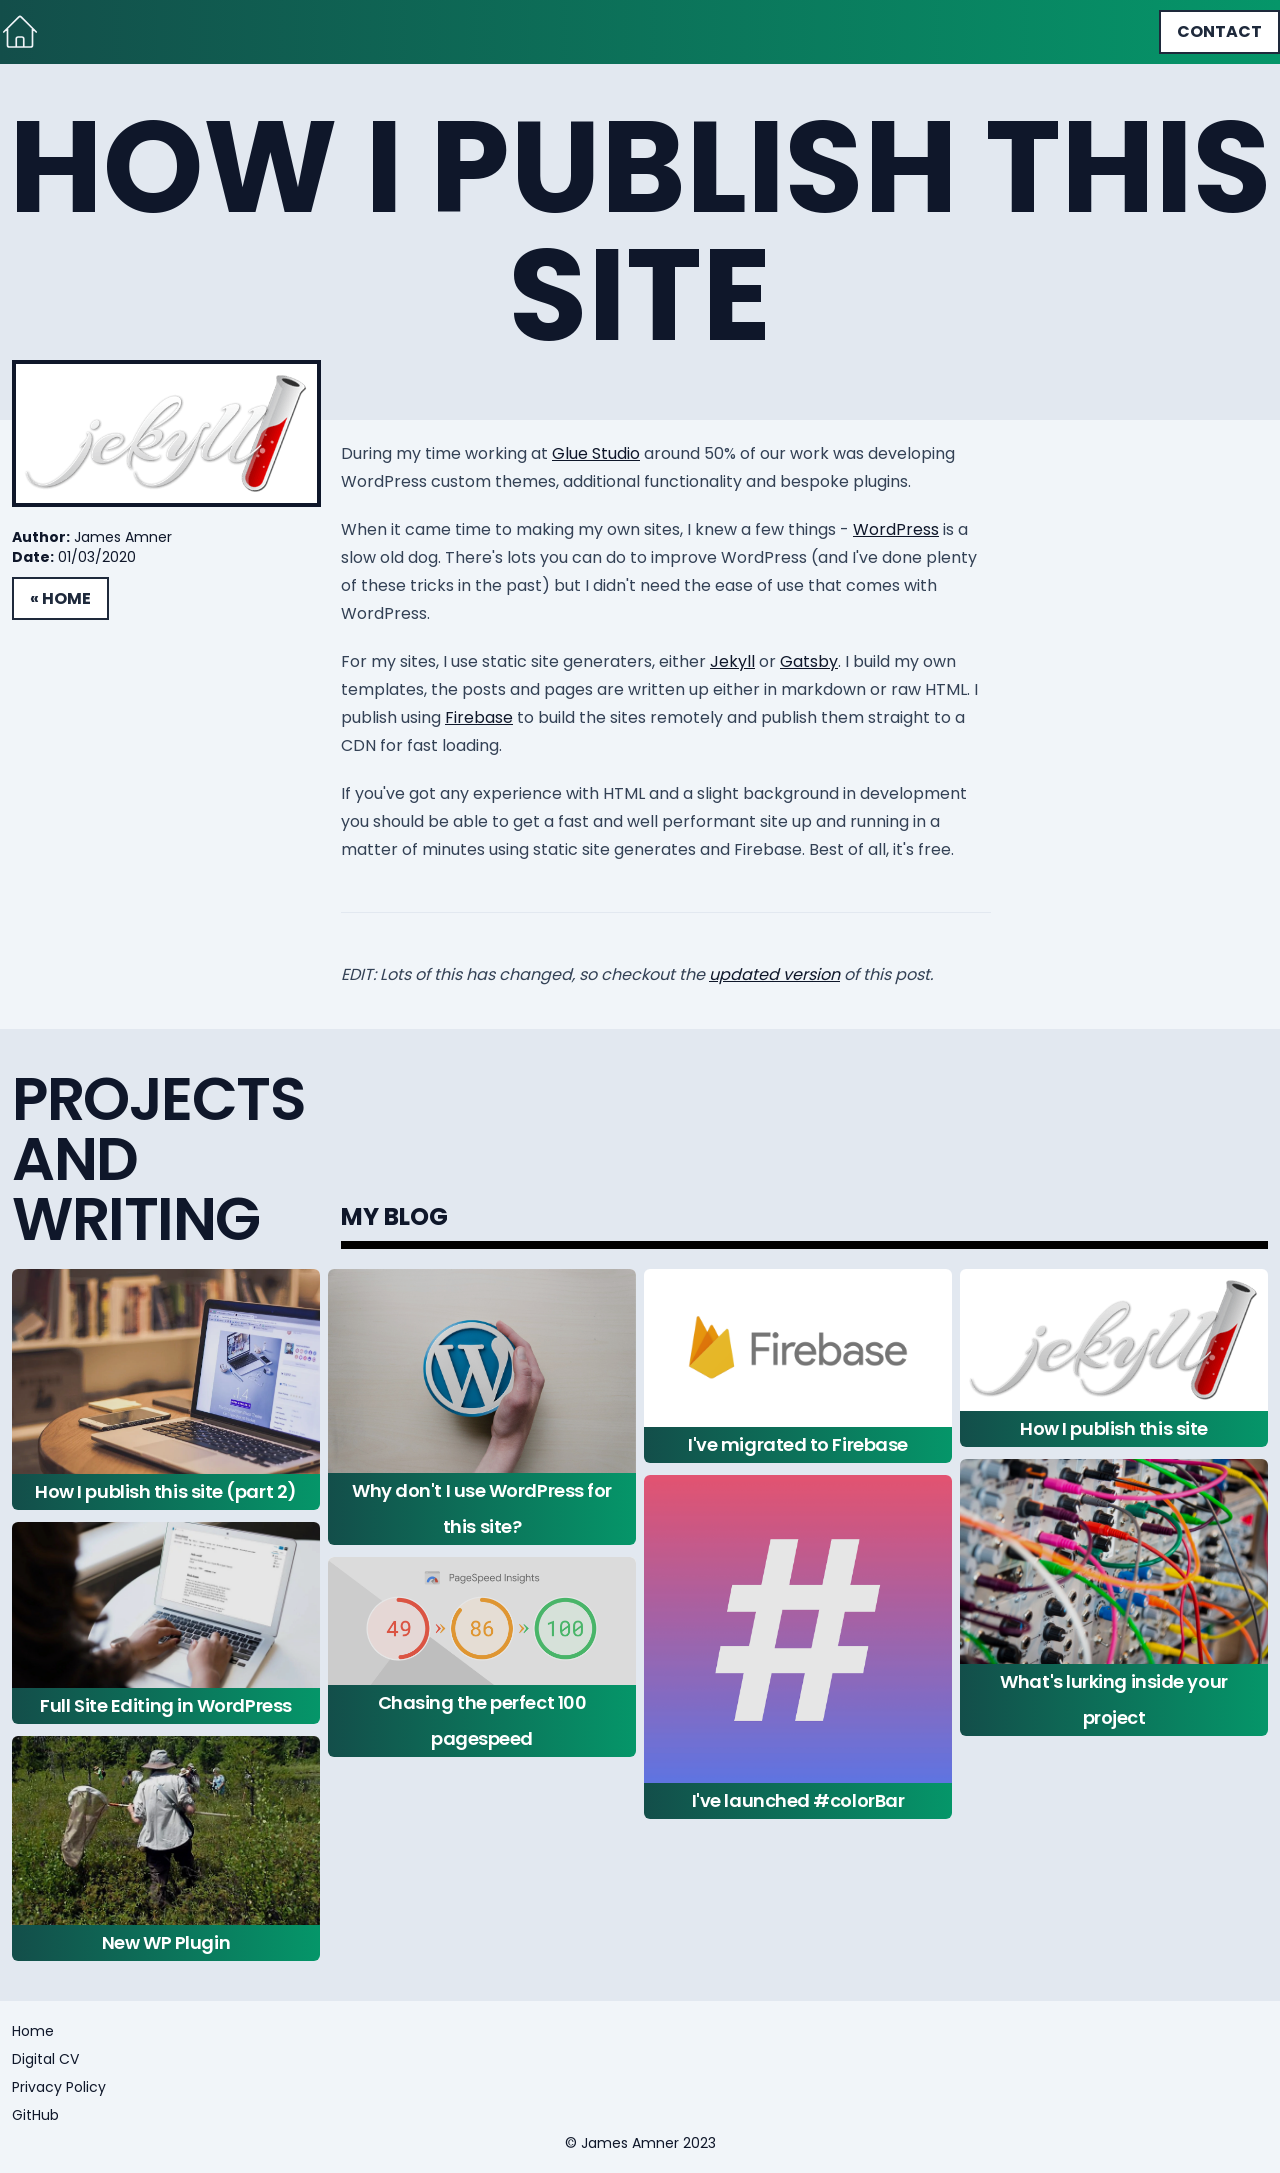 CONTACT
HOW I PUBLISH THIS
SITE
jekyll
Author: James Amner
Date: 01/03/2020
« HOME
During my time working at Glue Studio around 50% of our work was developing
WordPress custom themes, additional functionality and bespoke plugins.
When it came time to making my own sites, I knew a few things - WordPress is a
slow old dog. There's lots you can do to improve WordPress (and I've done plenty
of these tricks in the past) but I didn't need the ease of use that comes with
WordPress.
For my sites, I use static site generaters, either Jekyll or Gatsby. I build my own
templates, the posts and pages are written up either in markdown or raw HTML. I
publish using Firebase to build the sites remotely and publish them straight to a
CDN for fast loading.
If you've got any experience with HTML and a slight background in development
you should be able to get a fast and well performant site up and running in a
matter of minutes using static site generates and Firebase. Best of all, it's free.
EDIT: Lots of this has changed, so checkout the updated version of this post.
PROJECTS
AND
WRITING
MY BLOG
How I publish this site (part 2)
Full Site Editing in WordPress
New WP Plugin
W
Why don't I use WordPress for
this site?
PageSpeed Insights
49 » 86 » 100
Chasing the perfect 100
pagespeed
Firebase
I've migrated to Firebase
#
I've launched #colorBar
jekyll
How I publish this site
What's lurking inside your
project
Home
Digital CV
Privacy Policy
GitHub
© James Amner 2023